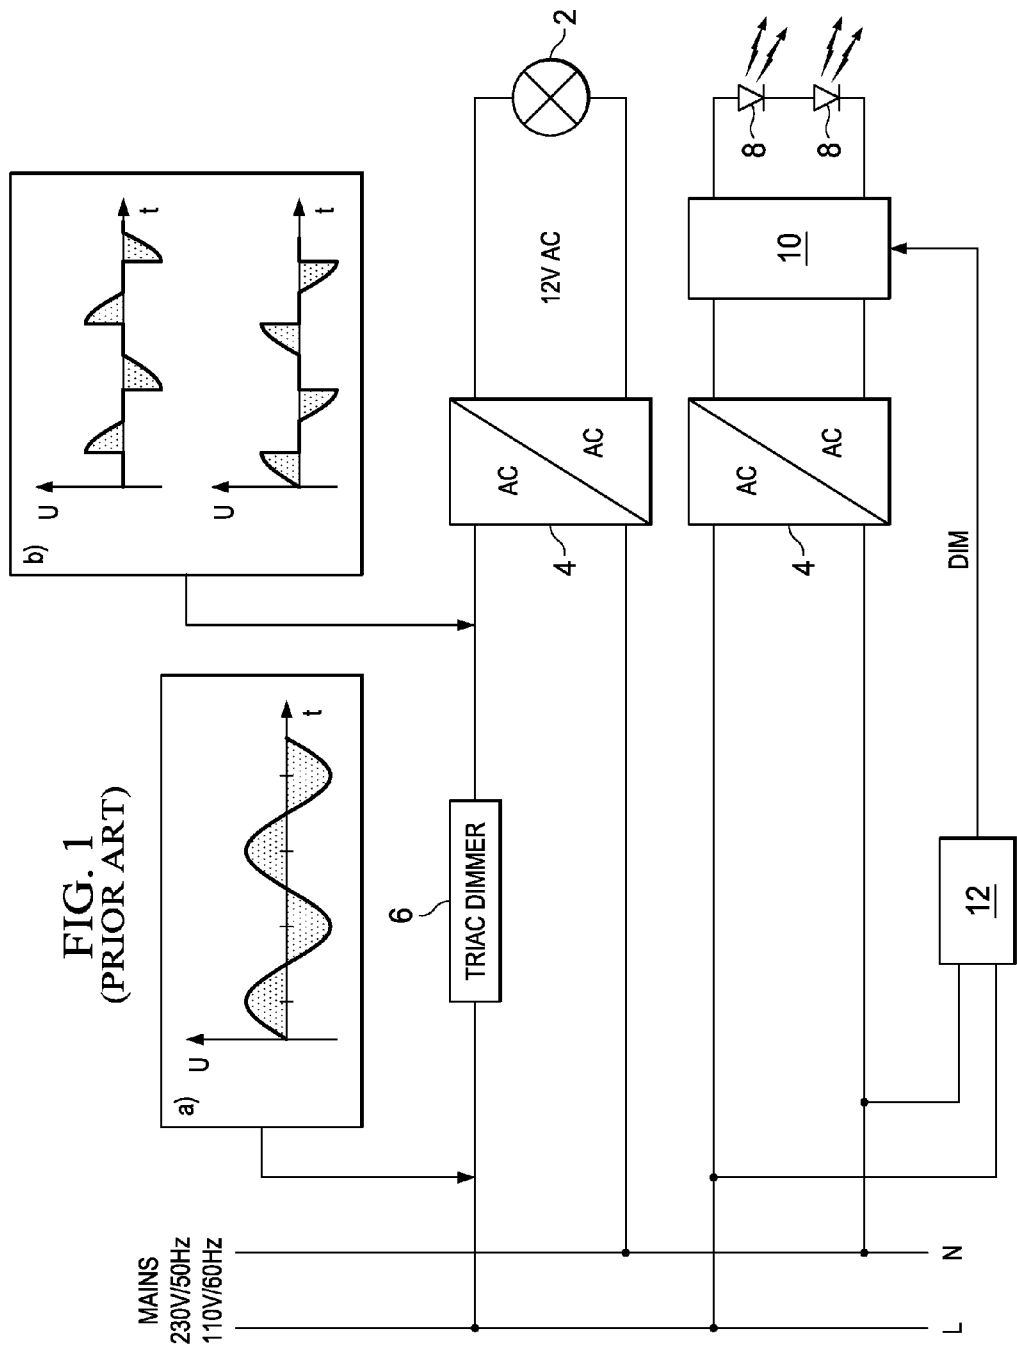 FIG. 1
(PRIOR ART)
MAINS
230V/50Hz
110V/60Hz
a)
U
t
b)
U
t
U
t
6
TRIAC DIMMER
4
AC
AC
12V AC
2
4
AC
AC
10
8
8
DIM
12
L
N